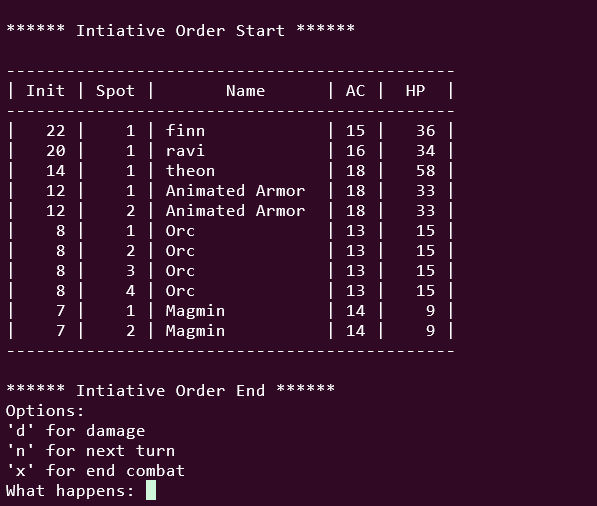 ****** Intiative Order Start ******
---------------------------------------------
| Init | Spot |       Name      | AC |  HP  |
---------------------------------------------
|   22 |    1 | finn            | 15 |   36 |
|   20 |    1 | ravi            | 16 |   34 |
|   14 |    1 | theon           | 18 |   58 |
|   12 |    1 | Animated Armor  | 18 |   33 |
|   12 |    2 | Animated Armor  | 18 |   33 |
|    8 |    1 | Orc             | 13 |   15 |
|    8 |    2 | Orc             | 13 |   15 |
|    8 |    3 | Orc             | 13 |   15 |
|    8 |    4 | Orc             | 13 |   15 |
|    7 |    1 | Magmin          | 14 |    9 |
|    7 |    2 | Magmin          | 14 |    9 |
---------------------------------------------
****** Intiative Order End ******
Options:
'd' for damage
'n' for next turn
'x' for end combat
What happens: